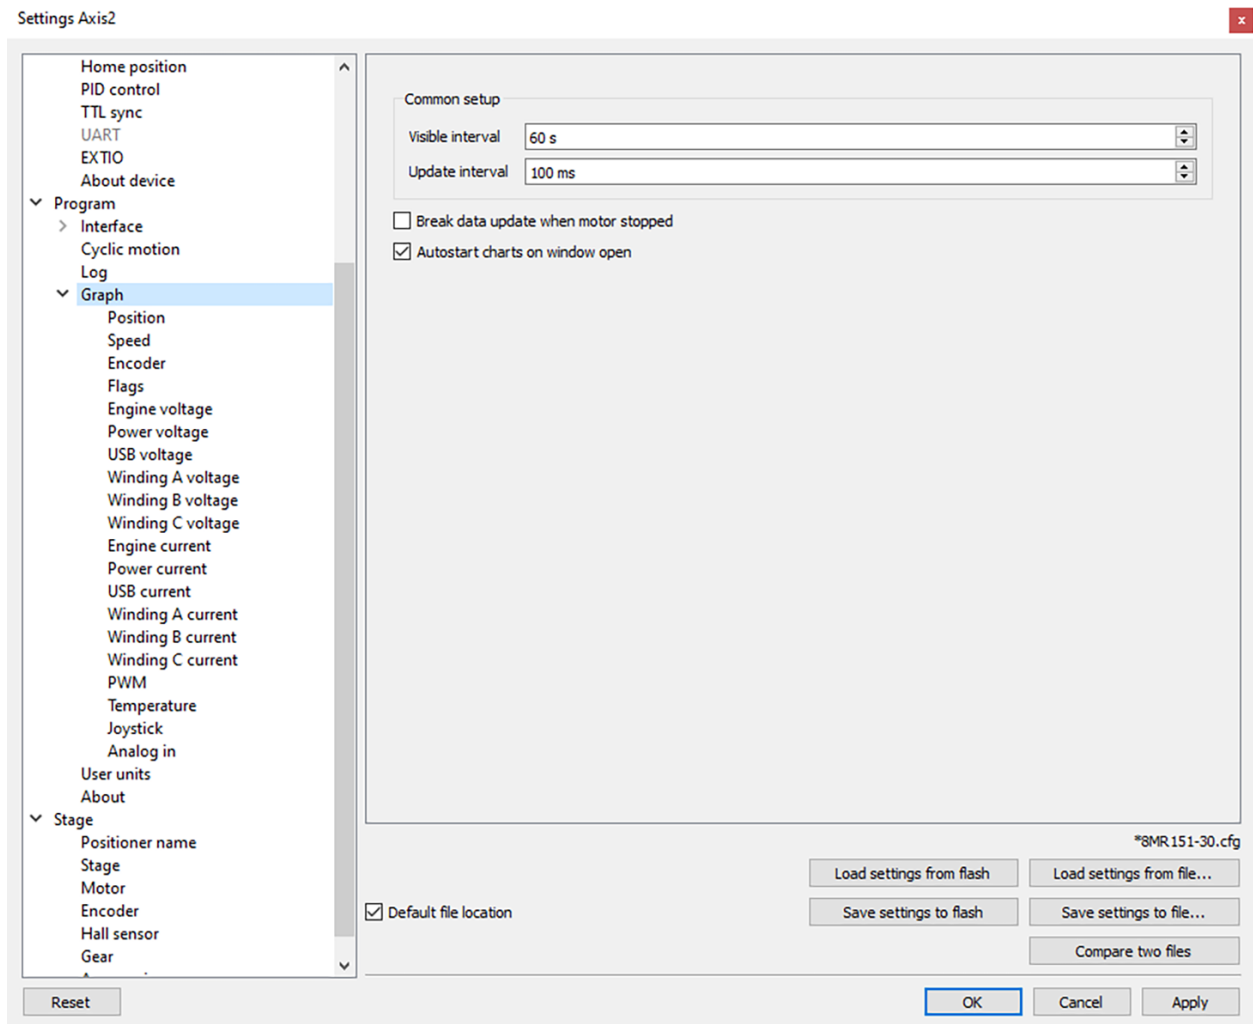 Settings Axis2
x
Home position
PID control
TTL sync
UART
EXTIO
About device
Program
Interface
Cyclic motion
Log
Graph
Position
Speed
Encoder
Flags
Engine voltage
Power voltage
USB voltage
Winding A voltage
Winding B voltage
Winding C voltage
Engine current
Power current
USB current
Winding A current
Winding B current
Winding C current
PWM
Temperature
Joystick
Analog in
User units
About
Stage
Positioner name
Stage
Motor
Encoder
Hall sensor
Gear
Common setup
Visible interval 60 s
Update interval 100 ms
Break data update when motor stopped
Autostart charts on window open
*8MR151-30.cfg
Load settings from flash Load settings from file...
Default file location Save settings to flash Save settings to file...
Compare two files
Reset OK Cancel Apply